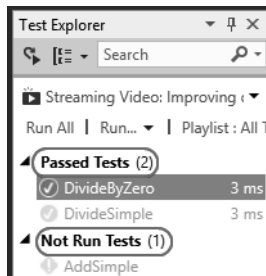 Test Explorer
Search
Streaming Video: Improving
Run All | Run... | Playlist : All
Passed Tests (2)
DivideByZero 3 ms
DivideSimple 3 ms
Not Run Tests (1)
AddSimple